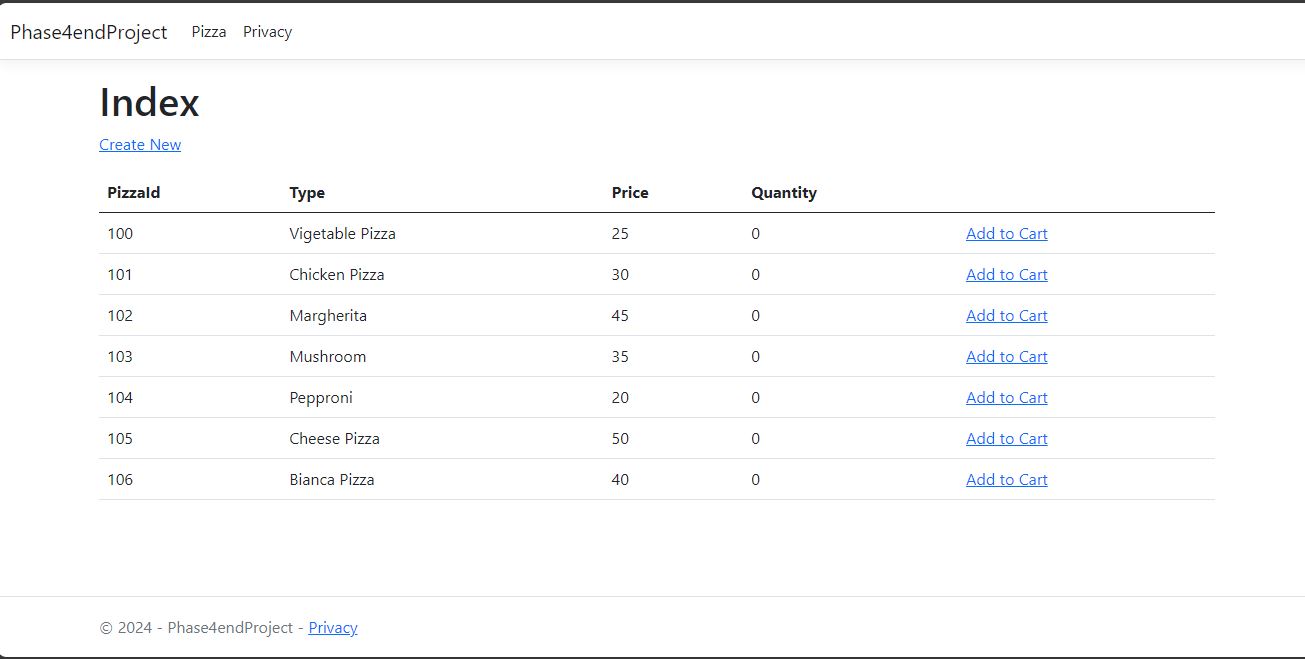 Phase4endProject Pizza Privacy
Index
Create New
PizzaId Type Price Quantity
100 Vigetable Pizza 25 0 Add to Cart
101 Chicken Pizza 30 0 Add to Cart
102 Margherita 45 0 Add to Cart
103 Mushroom 35 0 Add to Cart
104 Pepproni 20 0 Add to Cart
105 Cheese Pizza 50 0 Add to Cart
106 Bianca Pizza 40 0 Add to Cart
© 2024 - Phase4endProject - Privacy